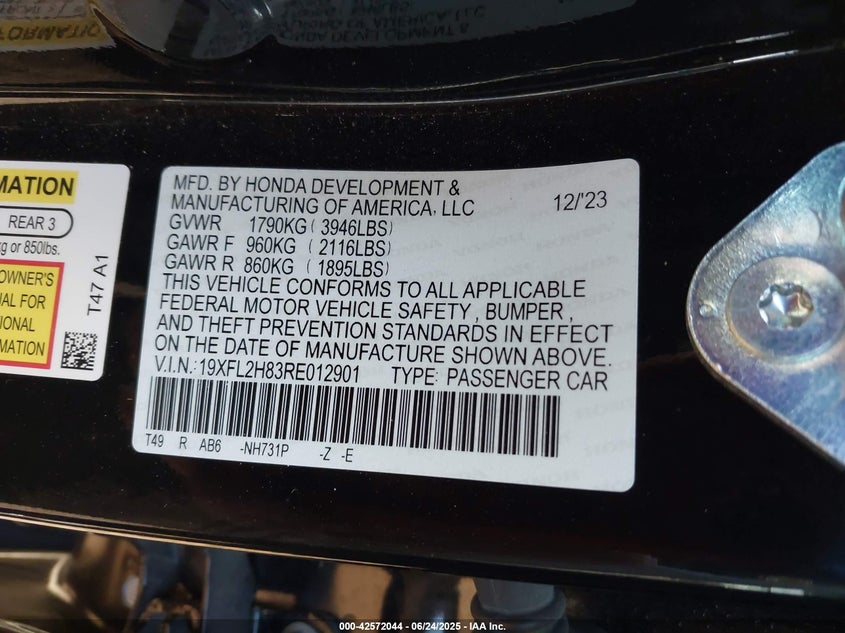 MATION
REAR 3
kg or 850lbs.
OWNER'S
UAL FOR
IONAL
MATION
T47 A1
MFD. BY HONDA DEVELOPMENT &
MANUFACTURING OF AMERICA, LLC 12/'23
GVWR 1790KG ( 3946LBS)
GAWR F 960KG ( 2116LBS)
GAWR R 860KG ( 1895LBS)
THIS VEHICLE CONFORMS TO ALL APPLICABLE
FEDERAL MOTOR VEHICLE SAFETY , BUMPER ,
AND THEFT PREVENTION STANDARDS IN EFFECT
ON THE DATE OF MANUFACTURE SHOWN ABOVE.
V.I.N.: 19XFL2H83RE012901 TYPE: PASSENGER CAR
T49 R AB6 -NH731P -Z -E
000-42572044 / 06/24/2025 - IAA Inc.